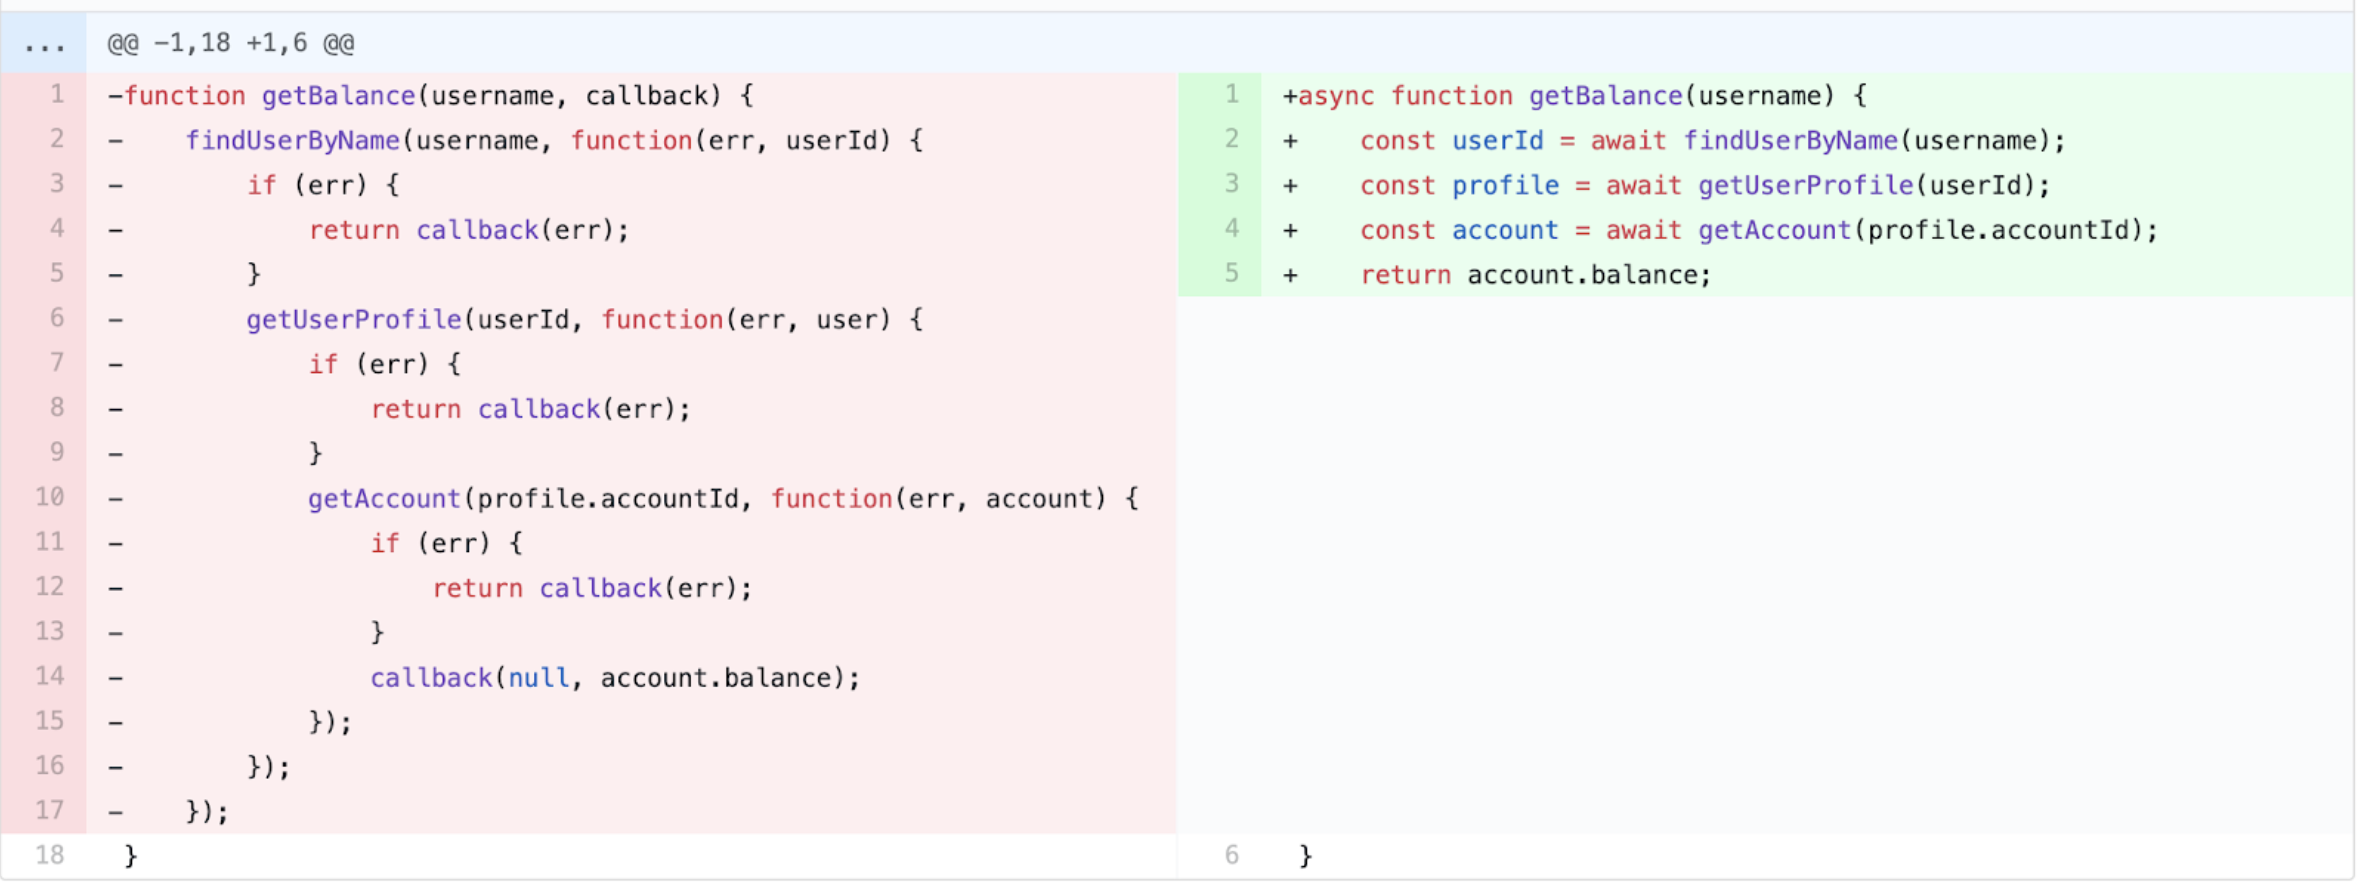 ... @@ −1,18 +1,6 @@
1 −function getBalance(username, callback) {
2 −    findUserByName(username, function(err, userId) {
3 −        if (err) {
4 −            return callback(err);
5 −        }
6 −        getUserProfile(userId, function(err, user) {
7 −            if (err) {
8 −                return callback(err);
9 −            }
10 −            getAccount(profile.accountId, function(err, account) {
11 −                if (err) {
12 −                    return callback(err);
13 −                }
14 −                callback(null, account.balance);
15 −            });
16 −        });
17 −    });
18 }
1 +async function getBalance(username) {
2 +    const userId = await findUserByName(username);
3 +    const profile = await getUserProfile(userId);
4 +    const account = await getAccount(profile.accountId);
5 +    return account.balance;
6 }